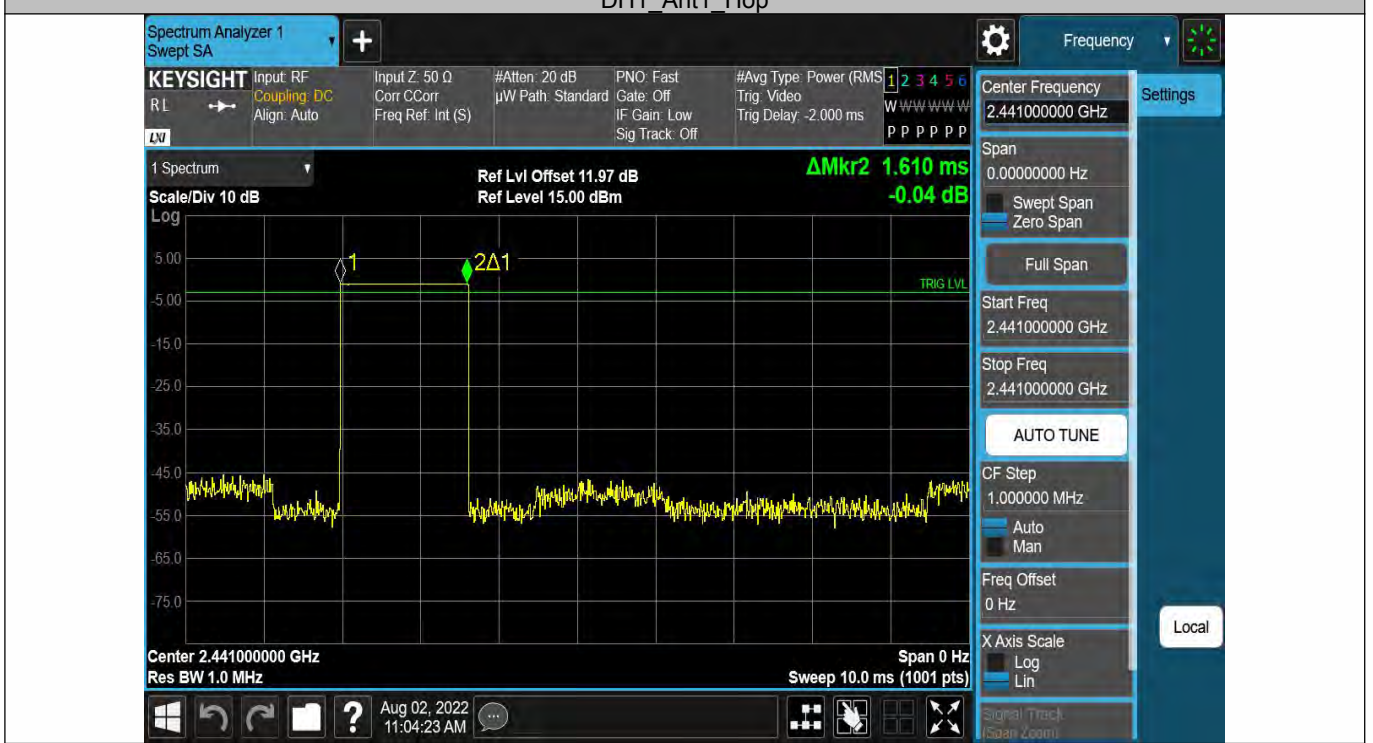 DH1_Ant1_Hop
Spectrum Analyzer 1
Swept SA
Frequency
KEYSIGHT
RL
LXI
Input: RF
Coupling: DC
Align: Auto
Input Z: 50 Ω
Corr CCorr
Freq Ref: Int (S)
#Atten: 20 dB
µW Path: Standard
PNO: Fast
Gate: Off
IF Gain: Low
Sig Track: Off
#Avg Type: Power (RMS
Trig: Video
Trig Delay: -2.000 ms
1 2 3 4 5 6
W W W W W W
P P P P P P
1 Spectrum
Scale/Div 10 dB
Log
Ref Lvl Offset 11.97 dB
Ref Level 15.00 dBm
ΔMkr2 1.610 ms
-0.04 dB
1
2Δ1
TRIG LVL
5.00
-5.00
-15.0
-25.0
-35.0
-45.0
-55.0
-65.0
-75.0
Center 2.441000000 GHz
Res BW 1.0 MHz
Span 0 Hz
Sweep 10.0 ms (1001 pts)
Center Frequency
2.441000000 GHz
Settings
Span
0.00000000 Hz
Swept Span
Zero Span
Full Span
Start Freq
2.441000000 GHz
Stop Freq
2.441000000 GHz
AUTO TUNE
CF Step
1.000000 MHz
Auto
Man
Freq Offset
0 Hz
X Axis Scale
Log
Lin
Signal Track
(Span Zoom)
Local
?
Aug 02, 2022
11:04:23 AM